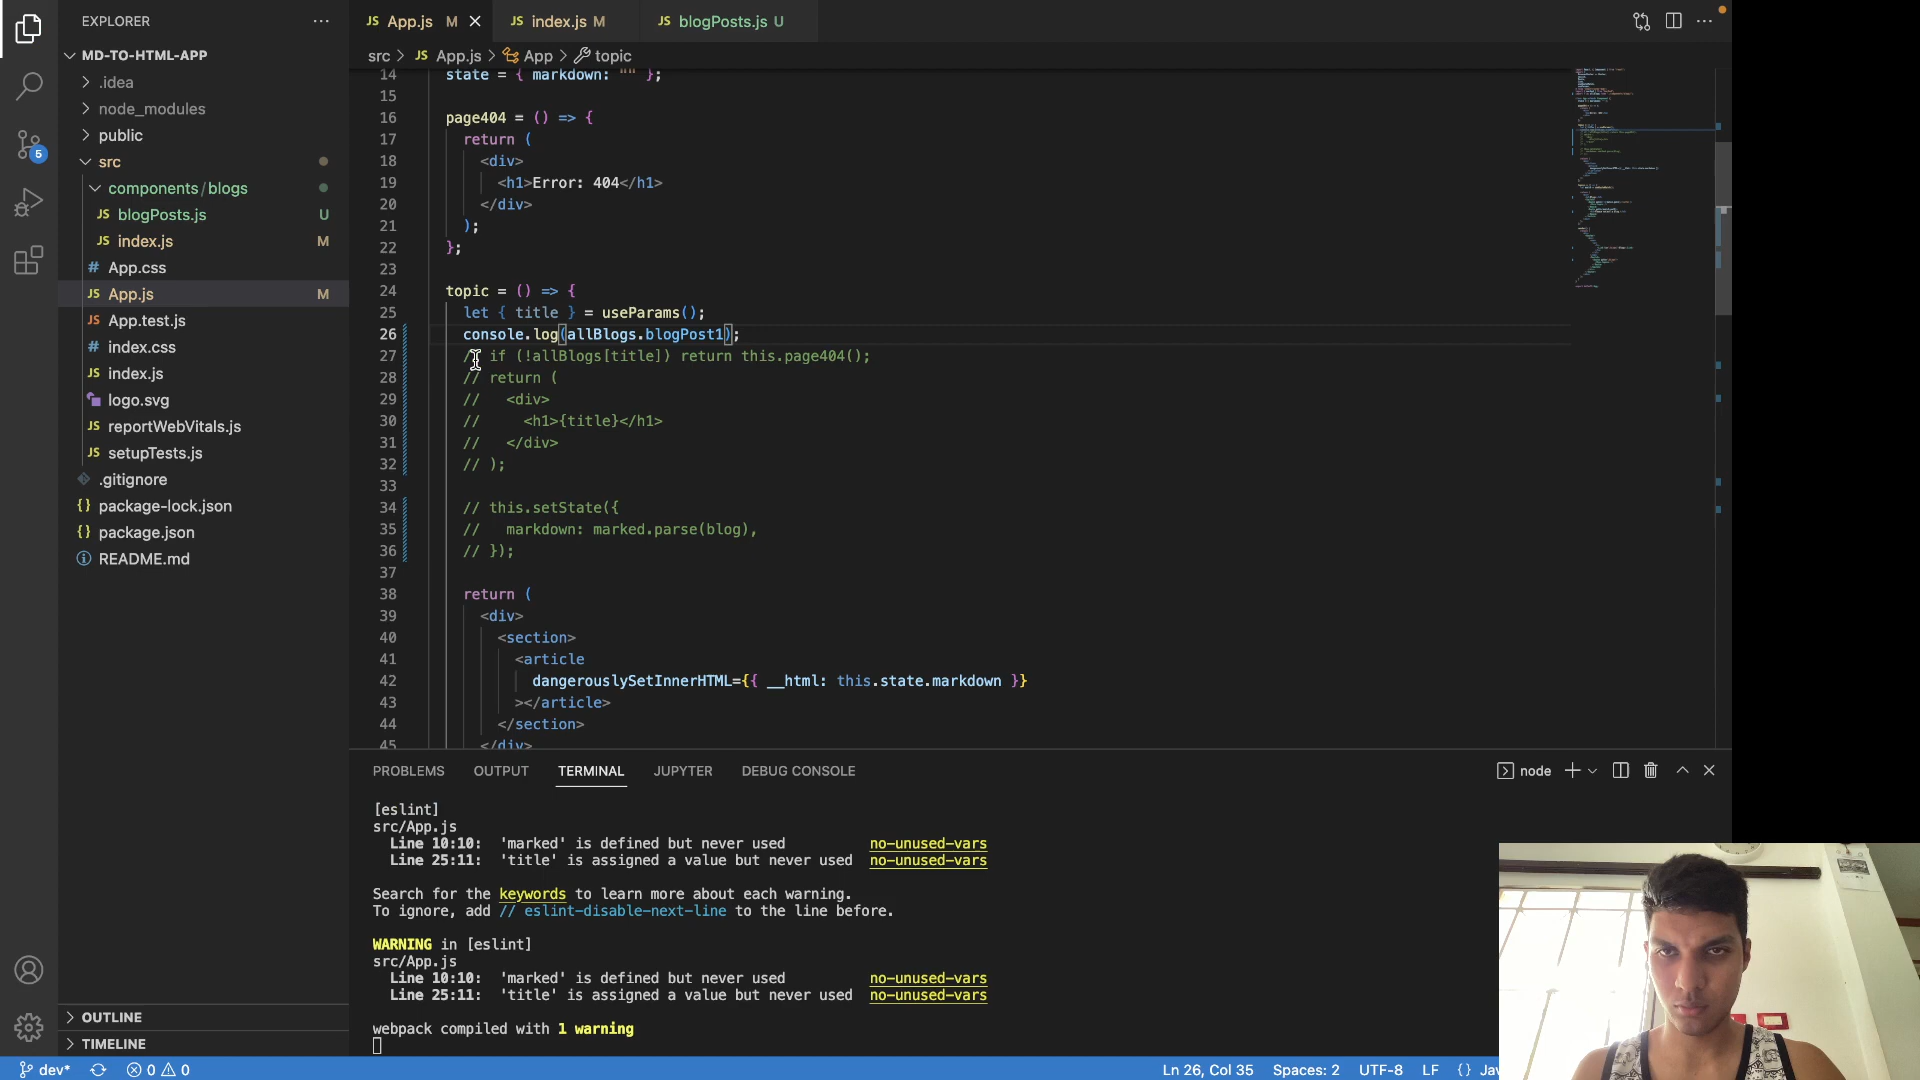 EXPLORER
MD-TO-HTML-APP
.idea
node_modules
public
src
components/blogs
JS blogPosts.js U
JS index.js M
# App.css
JS App.js M
JS App.test.js
# index.css
JS index.js
logo.svg
JS reportWebVitals.js
JS setupTests.js
.gitignore
{} package-lock.json
{} package.json
README.md
OUTLINE
TIMELINE
5
JS App.js M
JS index.js M
JS blogPosts.js U
src > JS App.js > App > topic
14 state = { markdown: "" };
15
16 page404 = () => {
17 return (
18 <div>
19 <h1>Error: 404</h1>
20 </div>
21 );
22 };
23
24 topic = () => {
25 let { title } = useParams();
26 console.log(allBlogs.blogPost1);
27 // if (!allBlogs[title]) return this.page404();
28 // return (
29 // <div>
30 // <h1>{title}</h1>
31 // </div>
32 // );
33
34 // this.setState({
35 // markdown: marked.parse(blog),
36 // });
37
38 return (
39 <div>
40 <section>
41 <article
42 dangerouslySetInnerHTML={{ __html: this.state.markdown }}
43 ></article>
44 </section>
45 </div>
PROBLEMS OUTPUT TERMINAL JUPYTER DEBUG CONSOLE
node
[eslint]
src/App.js
Line 10:10: 'marked' is defined but never used no-unused-vars
Line 25:11: 'title' is assigned a value but never used no-unused-vars
Search for the keywords to learn more about each warning.
To ignore, add // eslint-disable-next-line to the line before.
WARNING in [eslint]
src/App.js
Line 10:10: 'marked' is defined but never used no-unused-vars
Line 25:11: 'title' is assigned a value but never used no-unused-vars
webpack compiled with 1 warning
dev* 0 0 Ln 26, Col 35 Spaces: 2 UTF-8 LF {} Jav